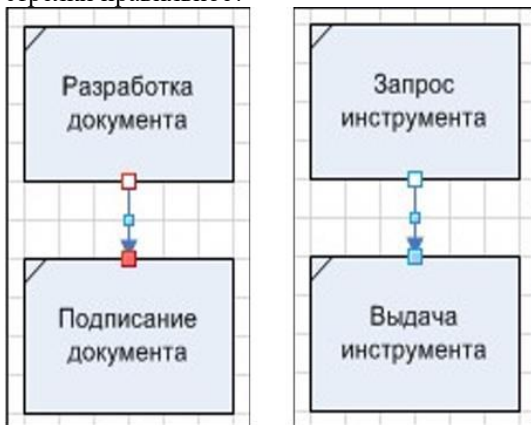 Разработка
документа
Запрос
инструмента
Подписание
документа
Выдача
инструмента